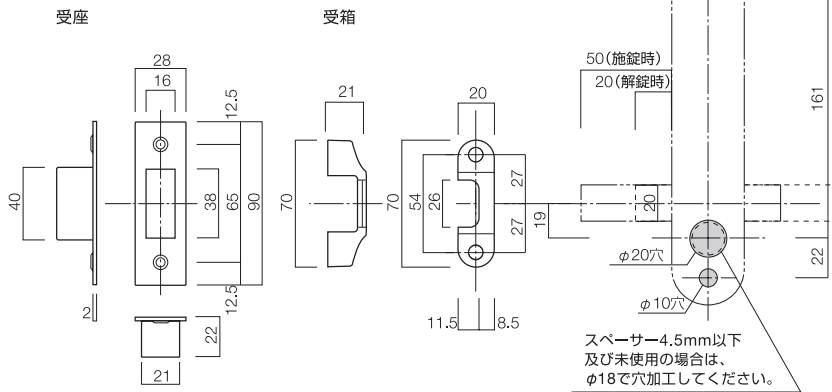 受座
受箱
28
16
12.5
40
38
65
90
12.5
2
22
21
21
70
20
70
54
26
27
27
11.5
8.5
50(施錠時)
20(解錠時)
161
20
19
22
φ20穴
φ10穴
スペーサー4.5mm以下
及び未使用の場合は、
φ18で穴加工してください。